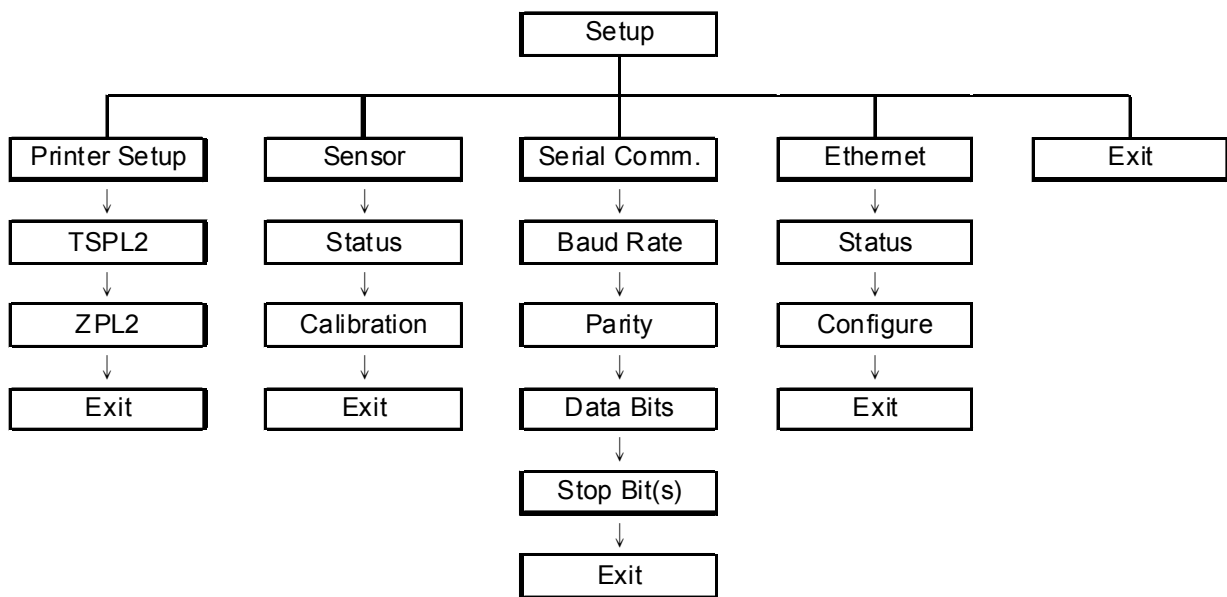 Setup
Printer Setup
Sensor
Serial Comm.
Ethernet
Exit
TSPL2
Status
Baud Rate
Status
ZPL2
Calibration
Parity
Configure
Exit
Exit
Data Bits
Exit
Stop Bit(s)
Exit